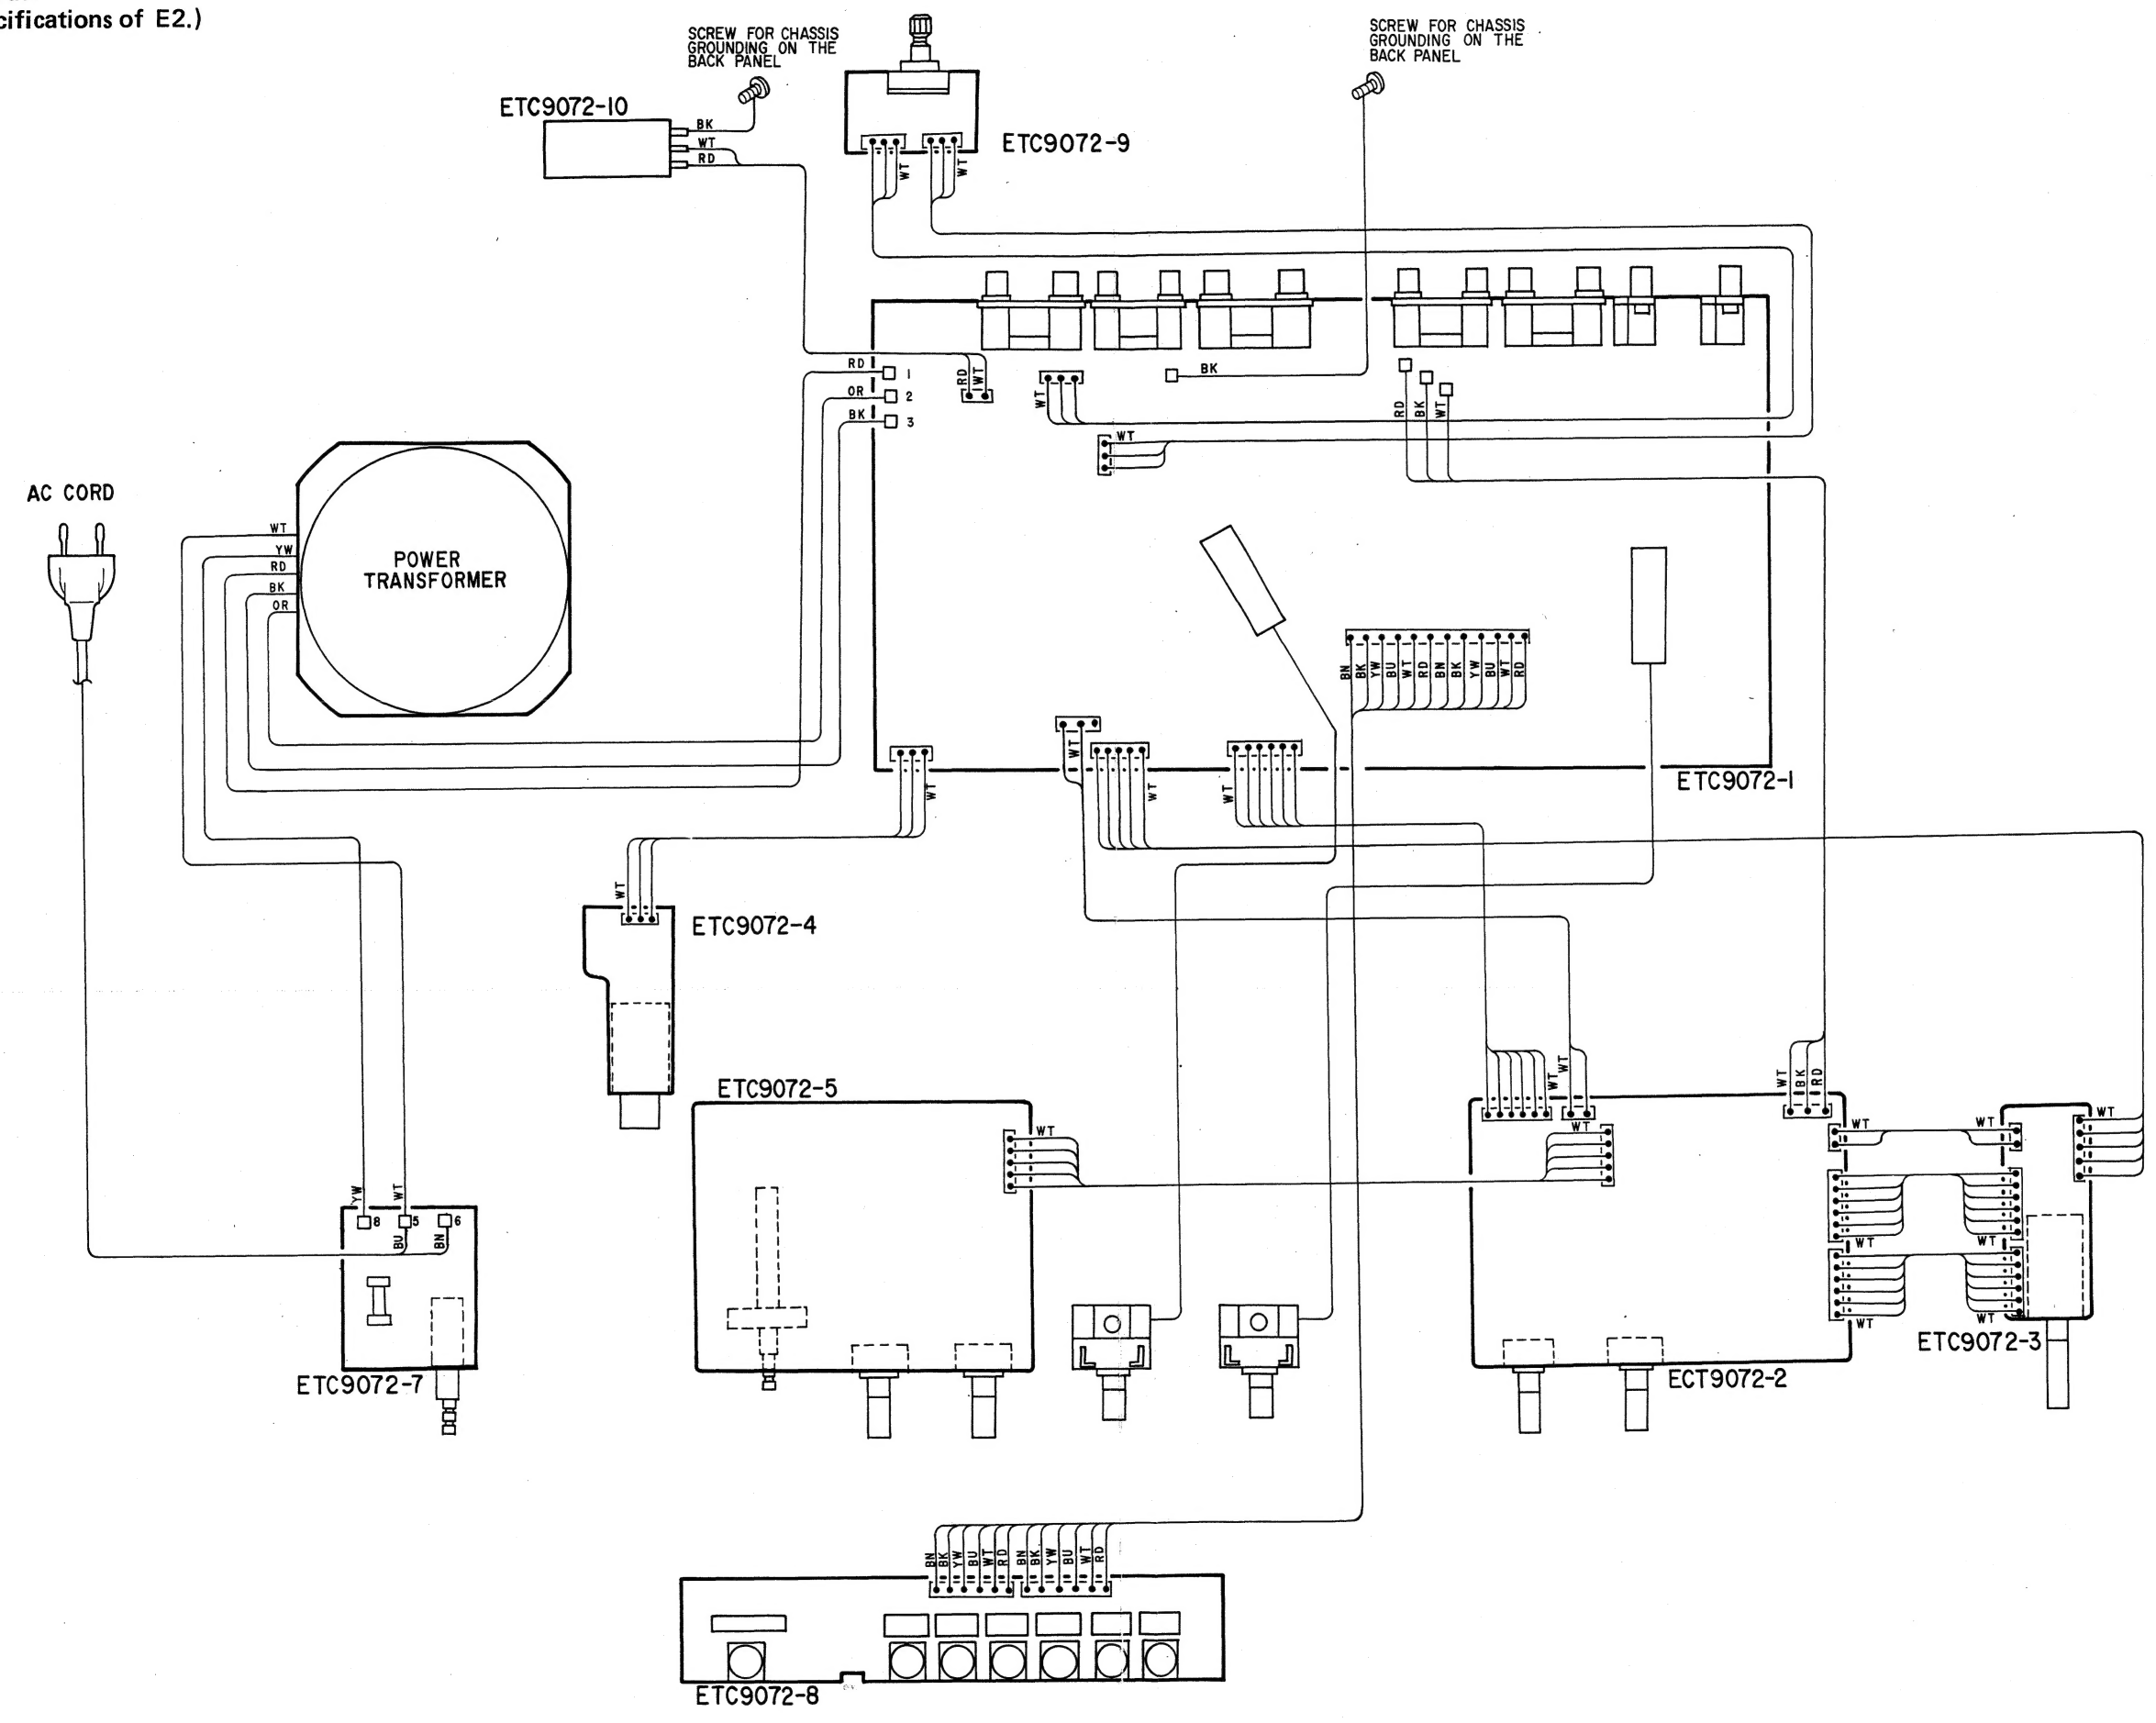 cifications of E2.)
SCREW FOR CHASSIS
GROUNDING ON THE
BACK PANEL
SCREW FOR CHASSIS
GROUNDING ON THE
BACK PANEL
ETC9072-10
BK
WT
RD
ETC9072-9
WT
WT
RD
1
OR
2
BK
3
RD
WT
WT
BK
RD
BK
WT
WT
AC CORD
WT
YW
RD
BK
OR
POWER
TRANSFORMER
BN
BK
YW
BU
WT
RD
BN
BK
YW
BU
WT
RD
WT
WT
WT
WT
ETC9072-1
WT
ETC9072-4
ETC9072-5
WT
WT
WT
WT
BK
RD
WT
WT
WT
WT
WT
WT
WT
WT
WT
ETC9072-3
ECT9072-2
YW
WT
8
5
6
BU
BN
ETC9072-7
BN
BK
YW
BU
WT
RD
BN
BK
YW
BU
WT
RD
ETC9072-8